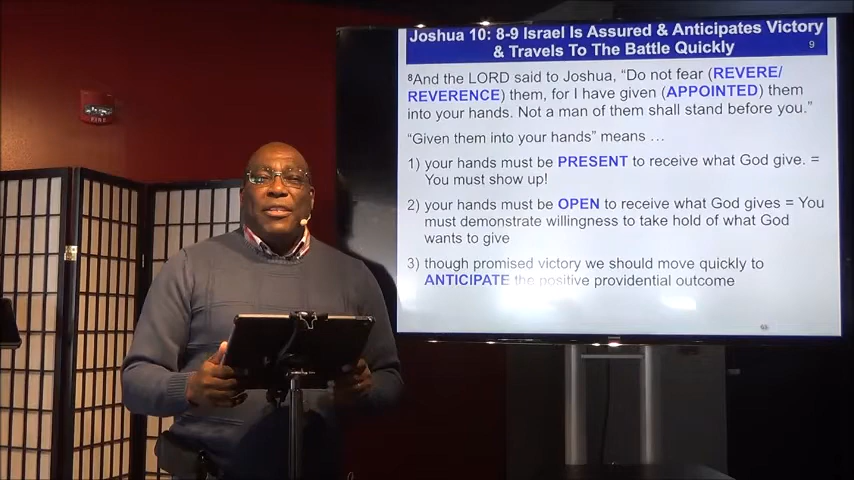 Joshua 10: 8-9 Israel Is Assured & Anticipates Victory
& Travels To The Battle Quickly
9
8And the LORD said to Joshua, “Do not fear (REVERE/
REVERENCE) them, for I have given (APPOINTED) them
into your hands. Not a man of them shall stand before you.”
“Given them into your hands” means …
1) your hands must be PRESENT to receive what God give. =
You must show up!
2) your hands must be OPEN to receive what God gives = You
must demonstrate willingness to take hold of what God
wants to give
3) though promised victory we should move quickly to
ANTICIPATE the positive providential outcome
FIRE